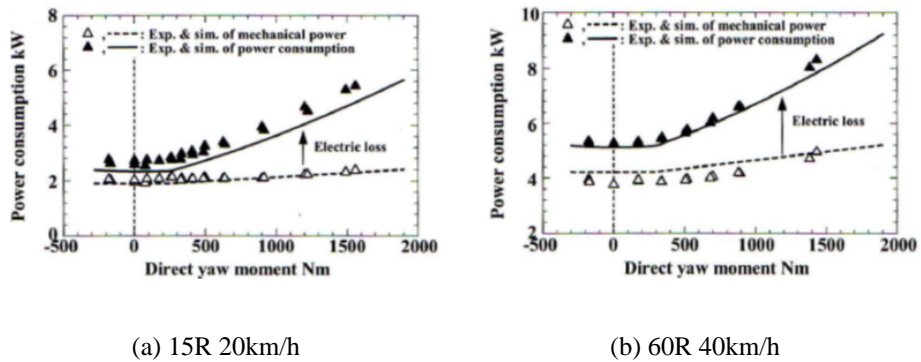 Power consumption kW
8
6
4
2
0
△ , ----- : Exp. & sim. of mechanical power
▲ , —— : Exp. & sim. of power consumption
Electric loss
-500 0 500 1000 1500 2000
Direct yaw moment Nm
(a) 15R 20km/h
Power consumption kW
10
8
6
4
2
△ , ----- : Exp. & sim. of mechanical power
▲ , —— : Exp. & sim. of power consumption
Electric loss
-500 0 500 1000 1500 2000
Direct yaw moment Nm
(b) 60R 40km/h